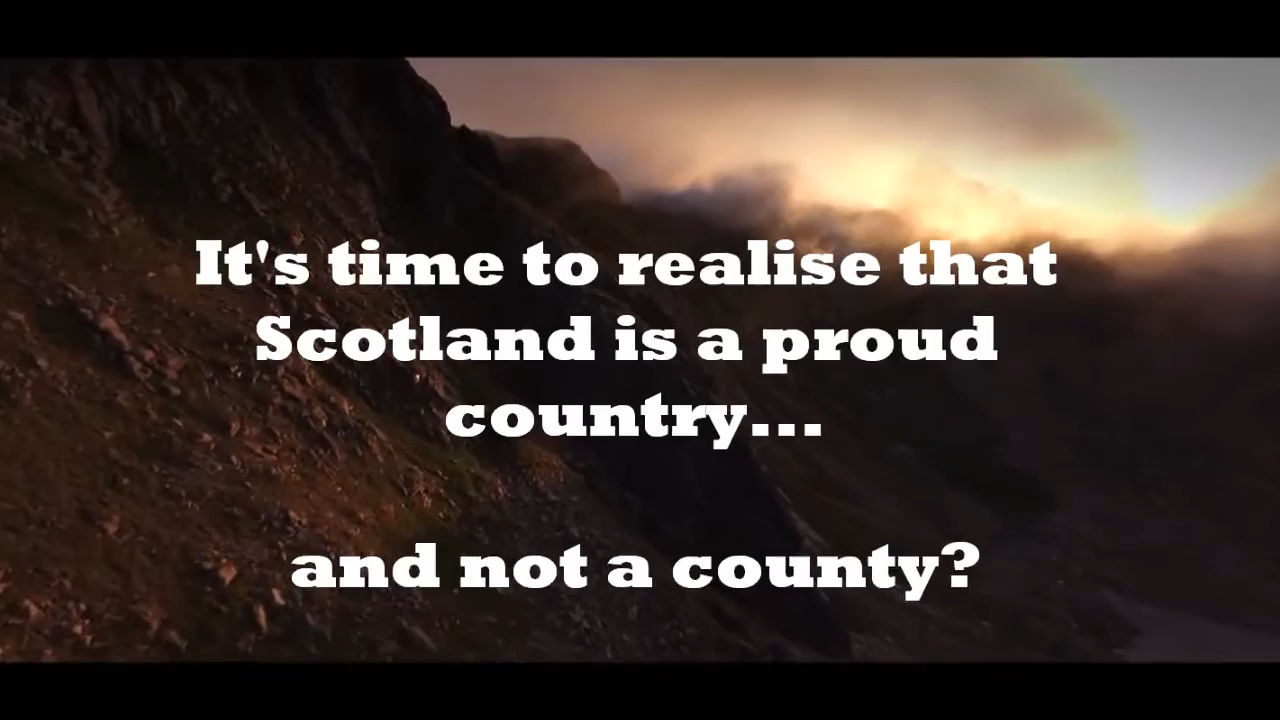 It's time to realise that
Scotland is a proud
country...
and not a county?